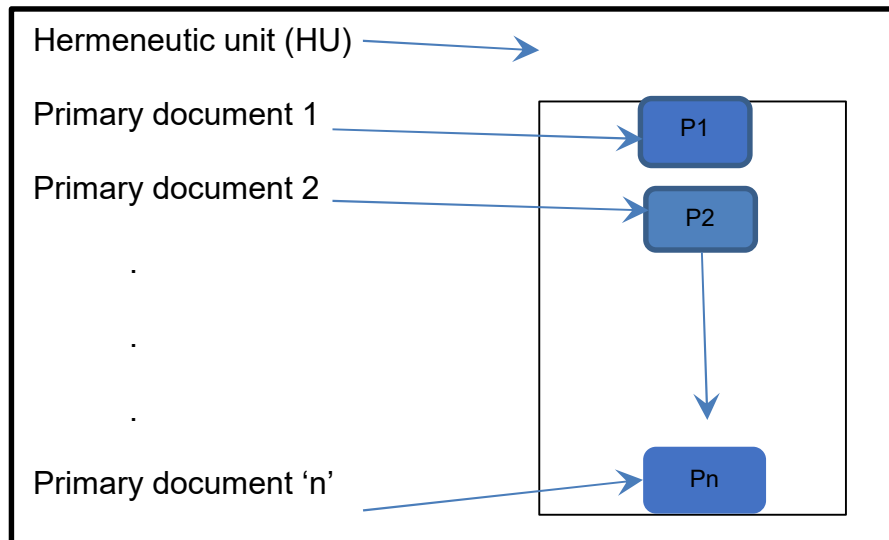 Hermeneutic unit (HU)
Primary document 1
P1
Primary document 2
P2
.
.
.
Primary document ‘n’
Pn